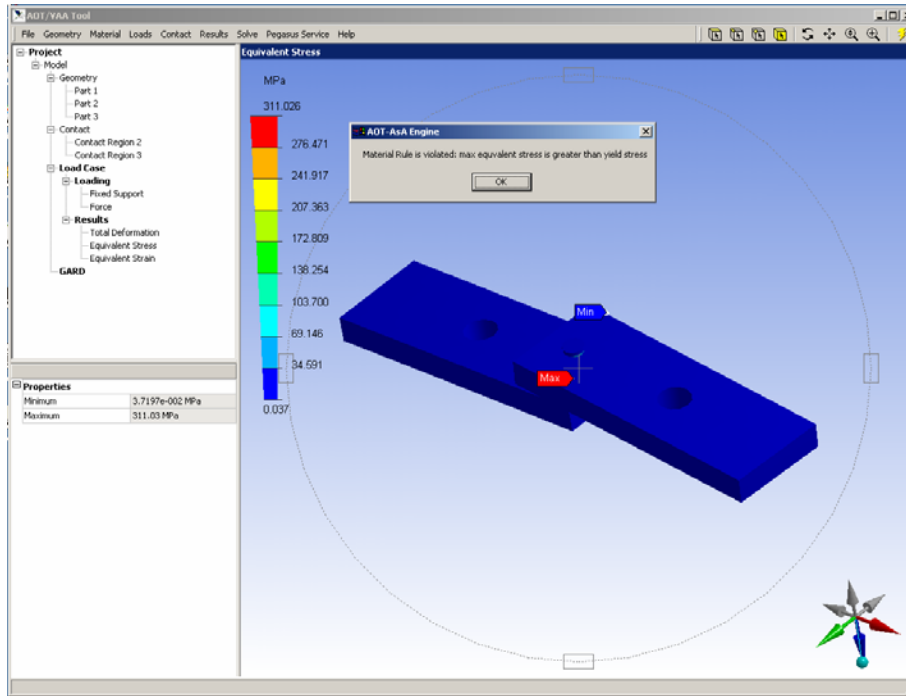 AOT/YAA Tool
File Geometry Material Loads Contact Results Solve Pegasus Service Help
Project
Model
Geometry
Part 1
Part 2
Part 3
Contact
Contact Region 2
Contact Region 3
Load Case
Loading
Fixed Support
Force
Results
Total Deformation
Equivalent Stress
Equivalent Strain
GARD
Properties
Minimum 3.7197e-002 MPa
Maximum 311.03 MPa
Equivalent Stress
MPa
311.026
276.471
241.917
207.363
172.809
138.254
103.700
69.146
34.591
0.037
AOT-AsA Engine
Material Rule is violated: max equvalent stress is greater than yield stress
OK
Min
Max